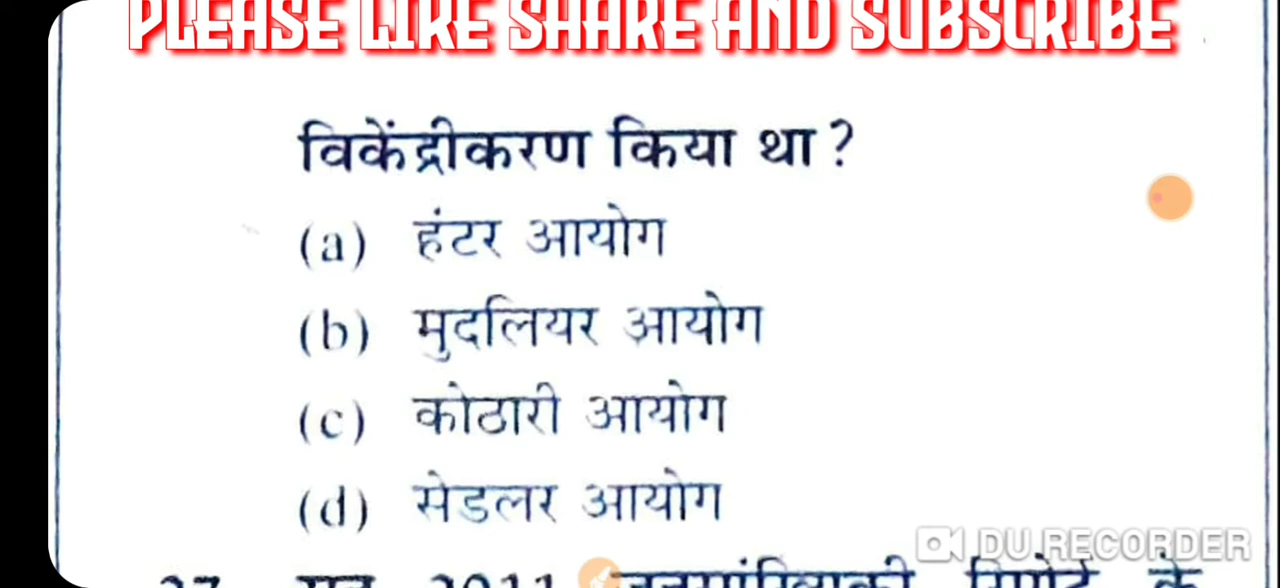 PLEASE LIKE SHARE AND SUBSCRIBE
विकेंद्रीकरण किया था?
(a) हंटर आयोग
(b) मुदलियर आयोग
(c) कोठारी आयोग
(d) सेडलर आयोग
DU RECORDER